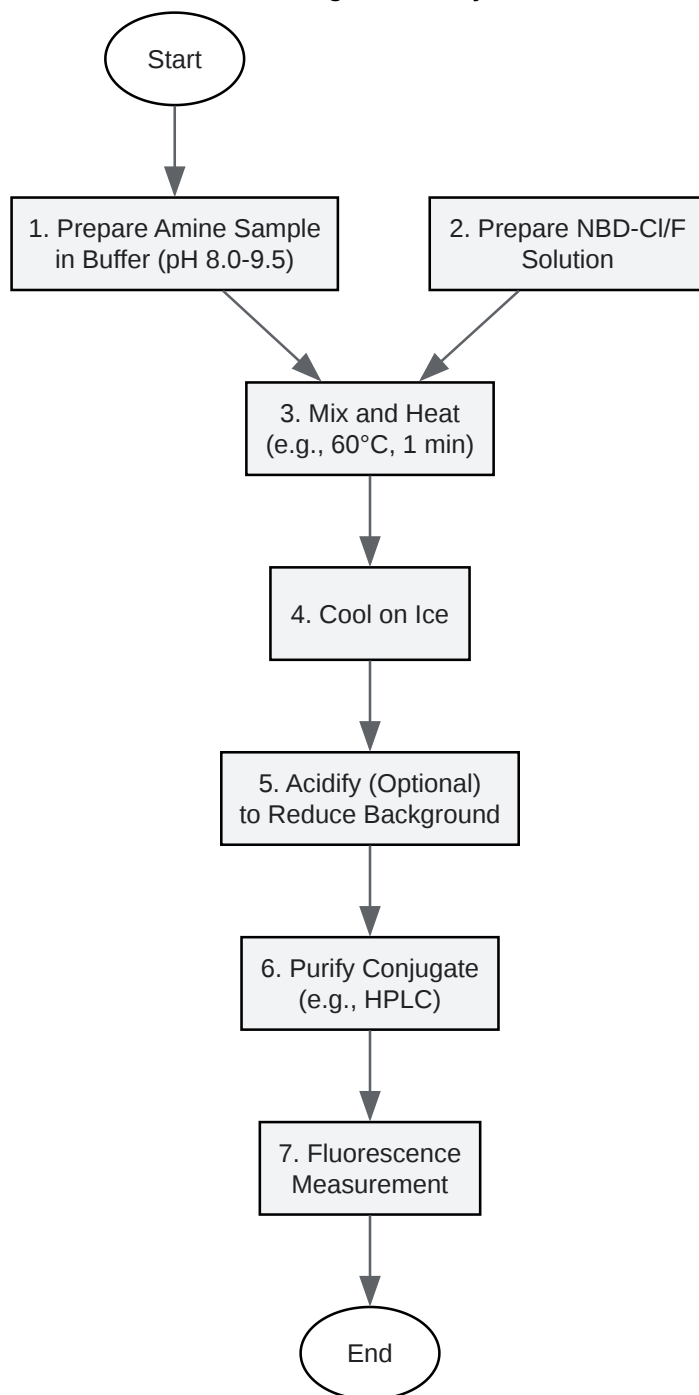 Start
1. Prepare Amine Sample
in Buffer (pH 8.0-9.5)
2. Prepare NBD-Cl/F
Solution
3. Mix and Heat
(e.g., 60°C, 1 min)
4. Cool on Ice
5. Acidify (Optional)
to Reduce Background
6. Purify Conjugate
(e.g., HPLC)
7. Fluorescence
Measurement
End